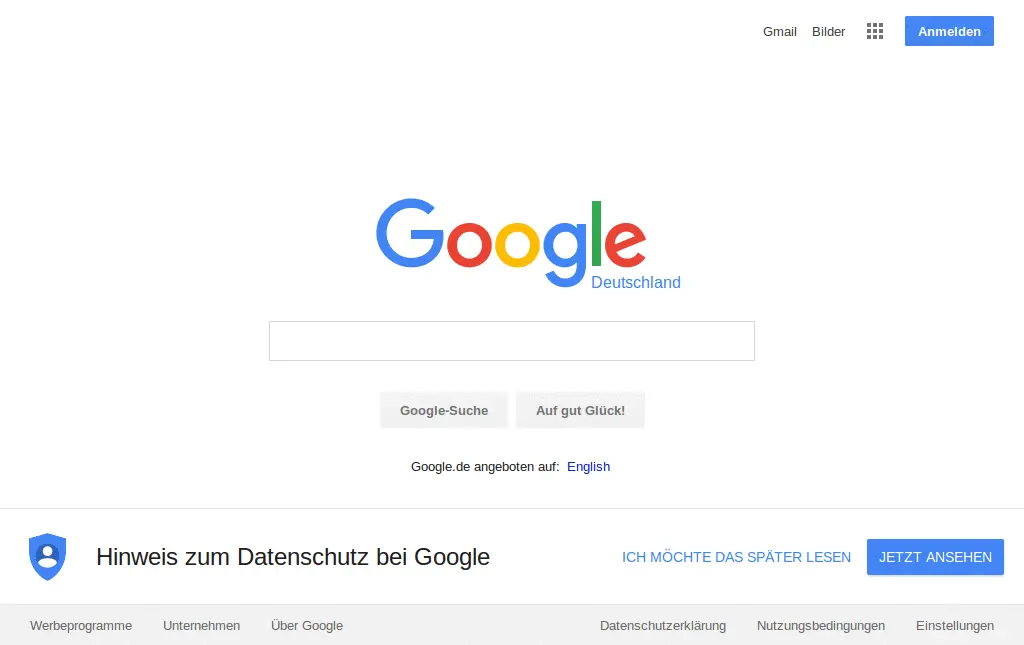 Gmail Bilder Anmelden
Google
Deutschland
Google-Suche Auf gut Glück!
Google.de angeboten auf: English
Hinweis zum Datenschutz bei Google ICH MÖCHTE DAS SPÄTER LESEN JETZT ANSEHEN
Werbeprogramme Unternehmen Über Google Datenschutzerklärung Nutzungsbedingungen Einstellungen